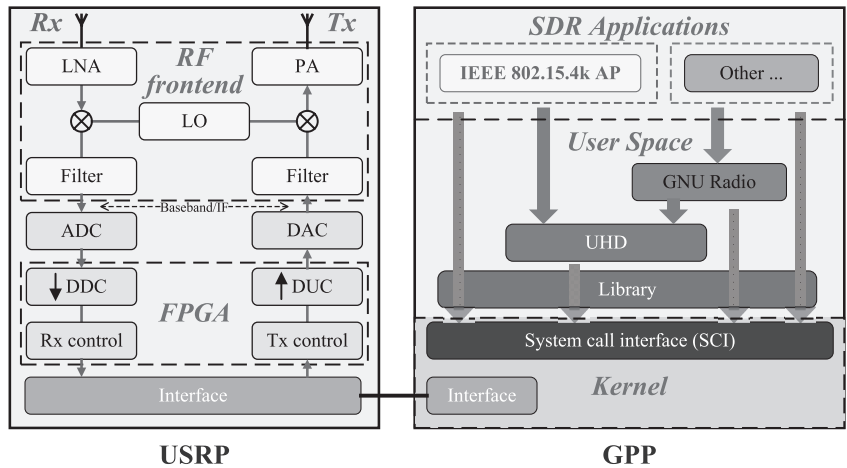 Rx
Tx
RF
frontend
LNA
PA
LO
Filter
Filter
Baseband/IF
ADC
DAC
DDC
DUC
FPGA
Rx control
Tx control
Interface
USRP
SDR Applications
IEEE 802.15.4k AP
Other ...
User Space
GNU Radio
UHD
Library
System call interface (SCI)
Kernel
Interface
GPP